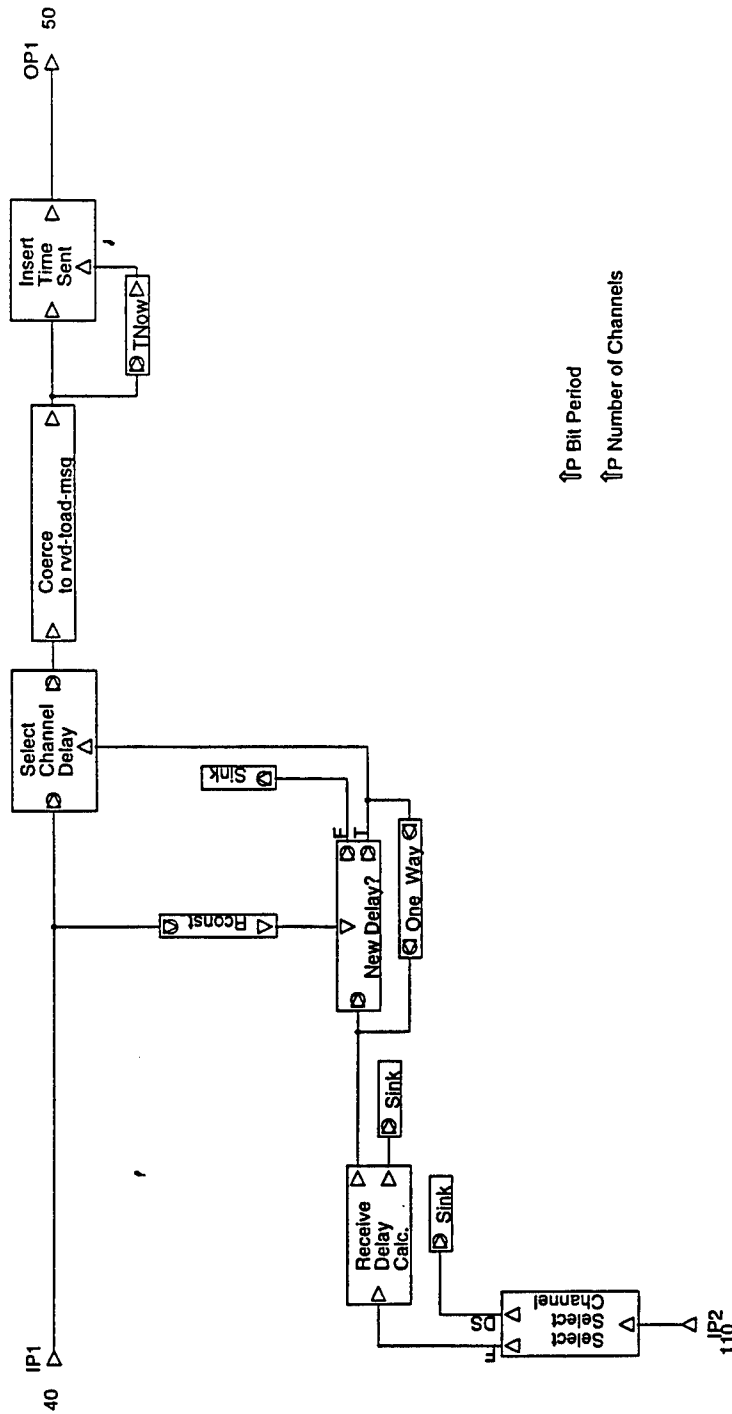 OP1
50
Insert
Time
Sent
TNow
Coerce
to rvd-toad-msg
Select
Channel
Delay
Sink
Rconst
F
T
New Delay?
One Way
Receive
Delay
Calc.
Sink
Sink
DS
Select
Select
Channel
IP1
40
IP2
110
⇑P Bit Period
⇑P Number of Channels